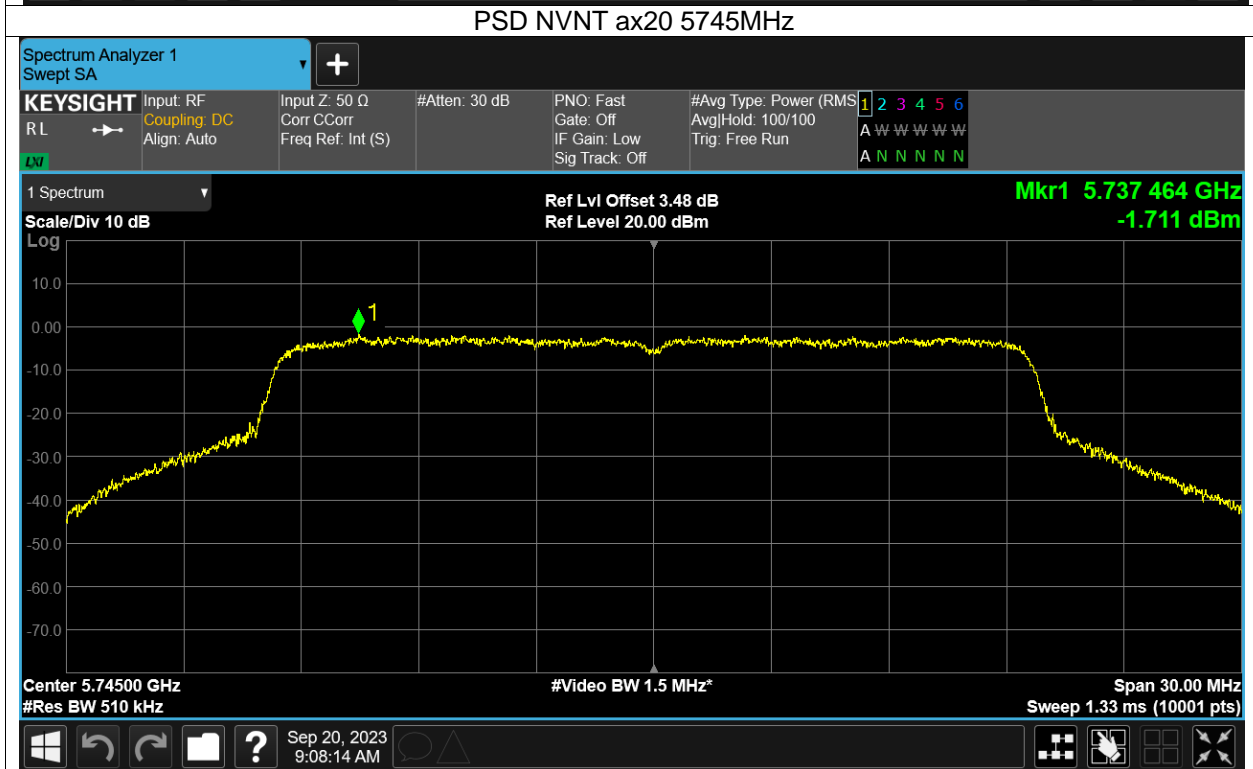 PSD NVNT ax20 5745MHz
Spectrum Analyzer 1
Swept SA
KEYSIGHT
RL
LXI
Input: RF
Coupling: DC
Align: Auto
Input Z: 50 Ω
Corr CCorr
Freq Ref: Int (S)
#Atten: 30 dB
PNO: Fast
Gate: Off
IF Gain: Low
Sig Track: Off
#Avg Type: Power (RMS
Avg|Hold: 100/100
Trig: Free Run
1 2 3 4 5 6
A W W W W W
A N N N N N
1 Spectrum
Scale/Div 10 dB
Ref Lvl Offset 3.48 dB
Ref Level 20.00 dBm
Mkr1 5.737 464 GHz
-1.711 dBm
Log
10.0
0.00
-10.0
-20.0
-30.0
-40.0
-50.0
-60.0
-70.0
1
Center 5.74500 GHz
#Res BW 510 kHz
#Video BW 1.5 MHz*
Span 30.00 MHz
Sweep 1.33 ms (10001 pts)
?
Sep 20, 2023
9:08:14 AM